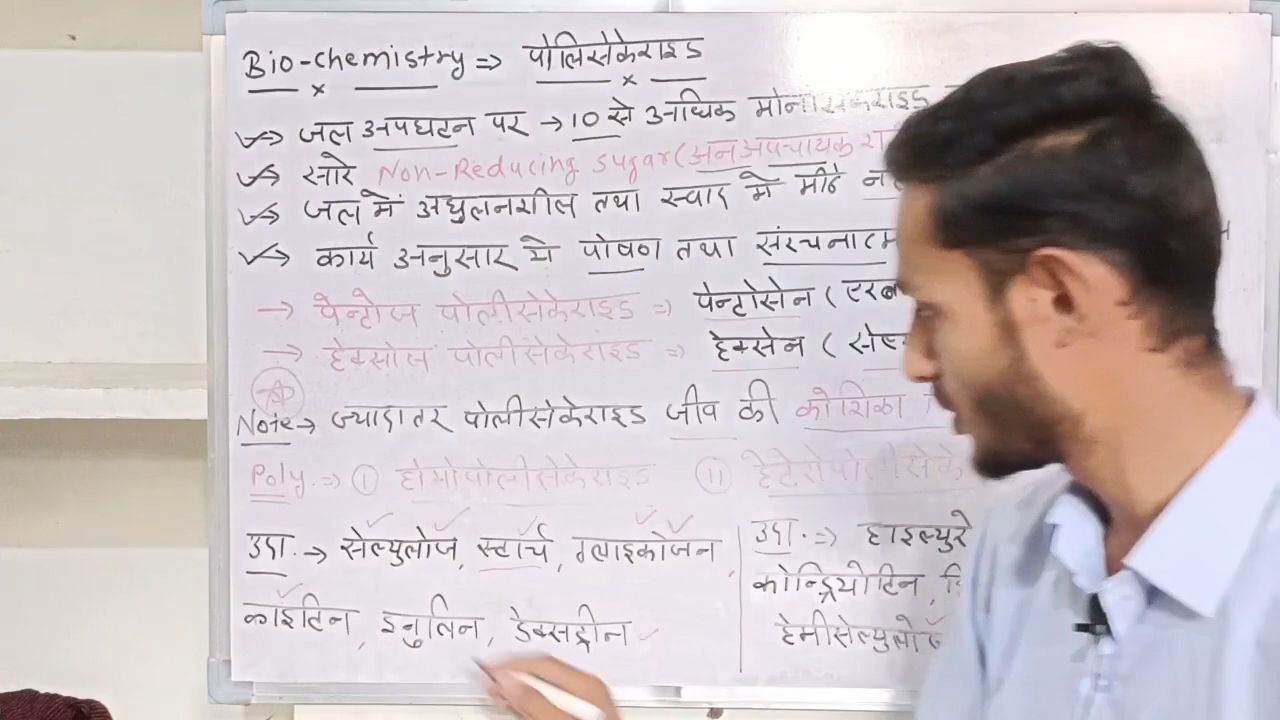 Bio-chemistry ⇒ पोलिसेकेराइड
जल अपघटन पर → 10 से अधिक मोनोसेकेराइड
सारे Non-Reducing sugar (अनअपचायक
जल में अघुलनशील तथा स्वाद में मीठे
कार्य अनुसार ये पोषण तथा संरचनात्म
→ पेन्टोज पोलीसेकेराइड ⇒ पेन्टोसेन (
→ हेक्सोज पोलीसेकेराइड ⇒ हेक्सेन (
Note → ज्यादातर पोलीसेकेराइड जीव की कोशिका
Poly. ⇒ (i) होमोपोलीसेकेराइड (ii) हेटेरोपोलीसेके
उदा. → सेल्युलोज, स्टार्च, ग्लाइकोजन,
काइटिन, इनुलिन, डेक्सट्रीन
उदा. ⇒ हाइल्युरे
कोन्ड्रियोटिन,
हेमीसेल्युलोज